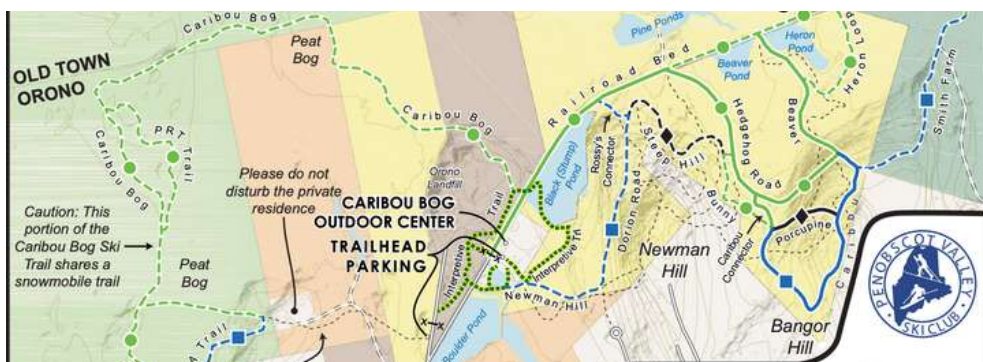 Caribou Bog
OLD TOWN
ORONO
Peat
Bog
Pine Ponds
Heron
Pond
Beaver
Pond
Heron
Loop
Railroad Bed
Caribou Bog
PRT Trail
Caribou Bog
Rossy's
Connector
Steep Hill
Hedgehog Road
Beaver
Smith Farm
Please do not
disturb the private
residence
Orono
Landfill
Black (Stump)
Pond
Dorion Road
Bunny
CARIBOU BOG
OUTDOOR CENTER
TRAILHEAD
PARKING
Trail
Interpretive
Interpretive
Newman Hill
Newman
Hill
Caribou
Connector
Porcupine
Caribou
Caution: This
portion of the
Caribou Bog Ski
Trail shares a
snowmobile trail
Peat
Bog
Trail
Boulder Pond
Bangor
Hill
PENOBSCOT VALLEY
SKI CLUB